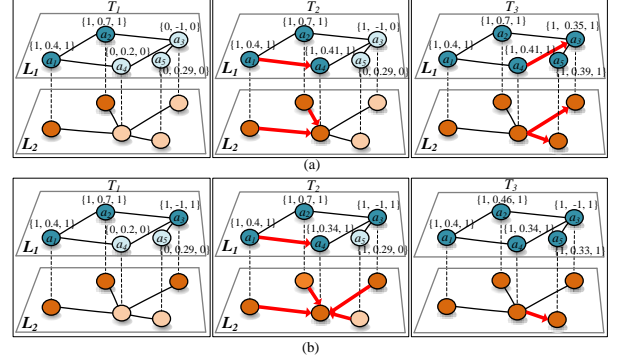 T1 T2 T3
{1, 0.7, 1} {0, -1, 0} {1, 0.7, 1} {1, -1, 0} {1, 0.7, 1} {1, 0.35, 1}
{1, 0.4, 1} a2 a3 {1, 0.4, 1} a2 a3 {1, 0.4, 1} a2 a3
{0, 0.2, 0} {1, 0.41, 1} {1, 0.41, 1}
a1 a4 a5 a1 a4 a5 a1 a4 a5
L1 {0, 0.29, 0} L1 {0, 0.29, 0} L1 {1, 0.39, 1}
L2 L2 L2
(a)
T1 T2 T3
{1, 0.7, 1} {1, -1, 1} {1, 0.7, 1} {1, -1, 1} {1, 0.46, 1} {1, -1, 1}
{1, 0.4, 1} a2 a3 {1, 0.4, 1} a2 a3 {1, 0.4, 1} a2 a3
{0, 0.2, 0} {1, 0.34, 1} {1, 0.34, 1}
a1 a4 a5 a1 a4 a5 a1 a4 a5
L1 {0, 0.29, 0} L1 {1, 0.29, 0} L1 {1, 0.33, 1}
L2 L2 L2
(b)